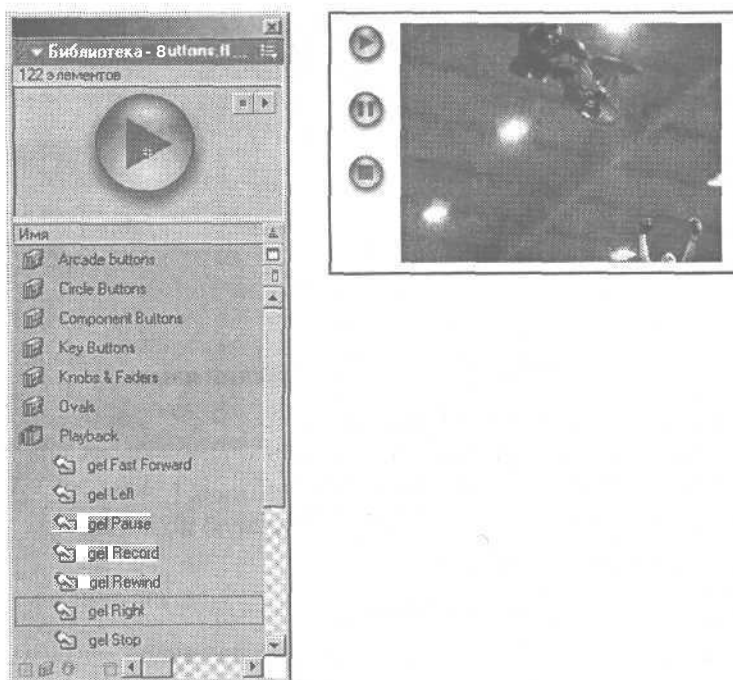 Библиотека - Buttons.fl...
122 элементов
Имя
Arcade buttons
Circle Buttons
Component Buttons
Key Buttons
Knobs & Faders
Ovals
Playback
gel Fast Forward
gel Left
gel Pause
gel Record
gel Rewind
gel Right
gel Stop